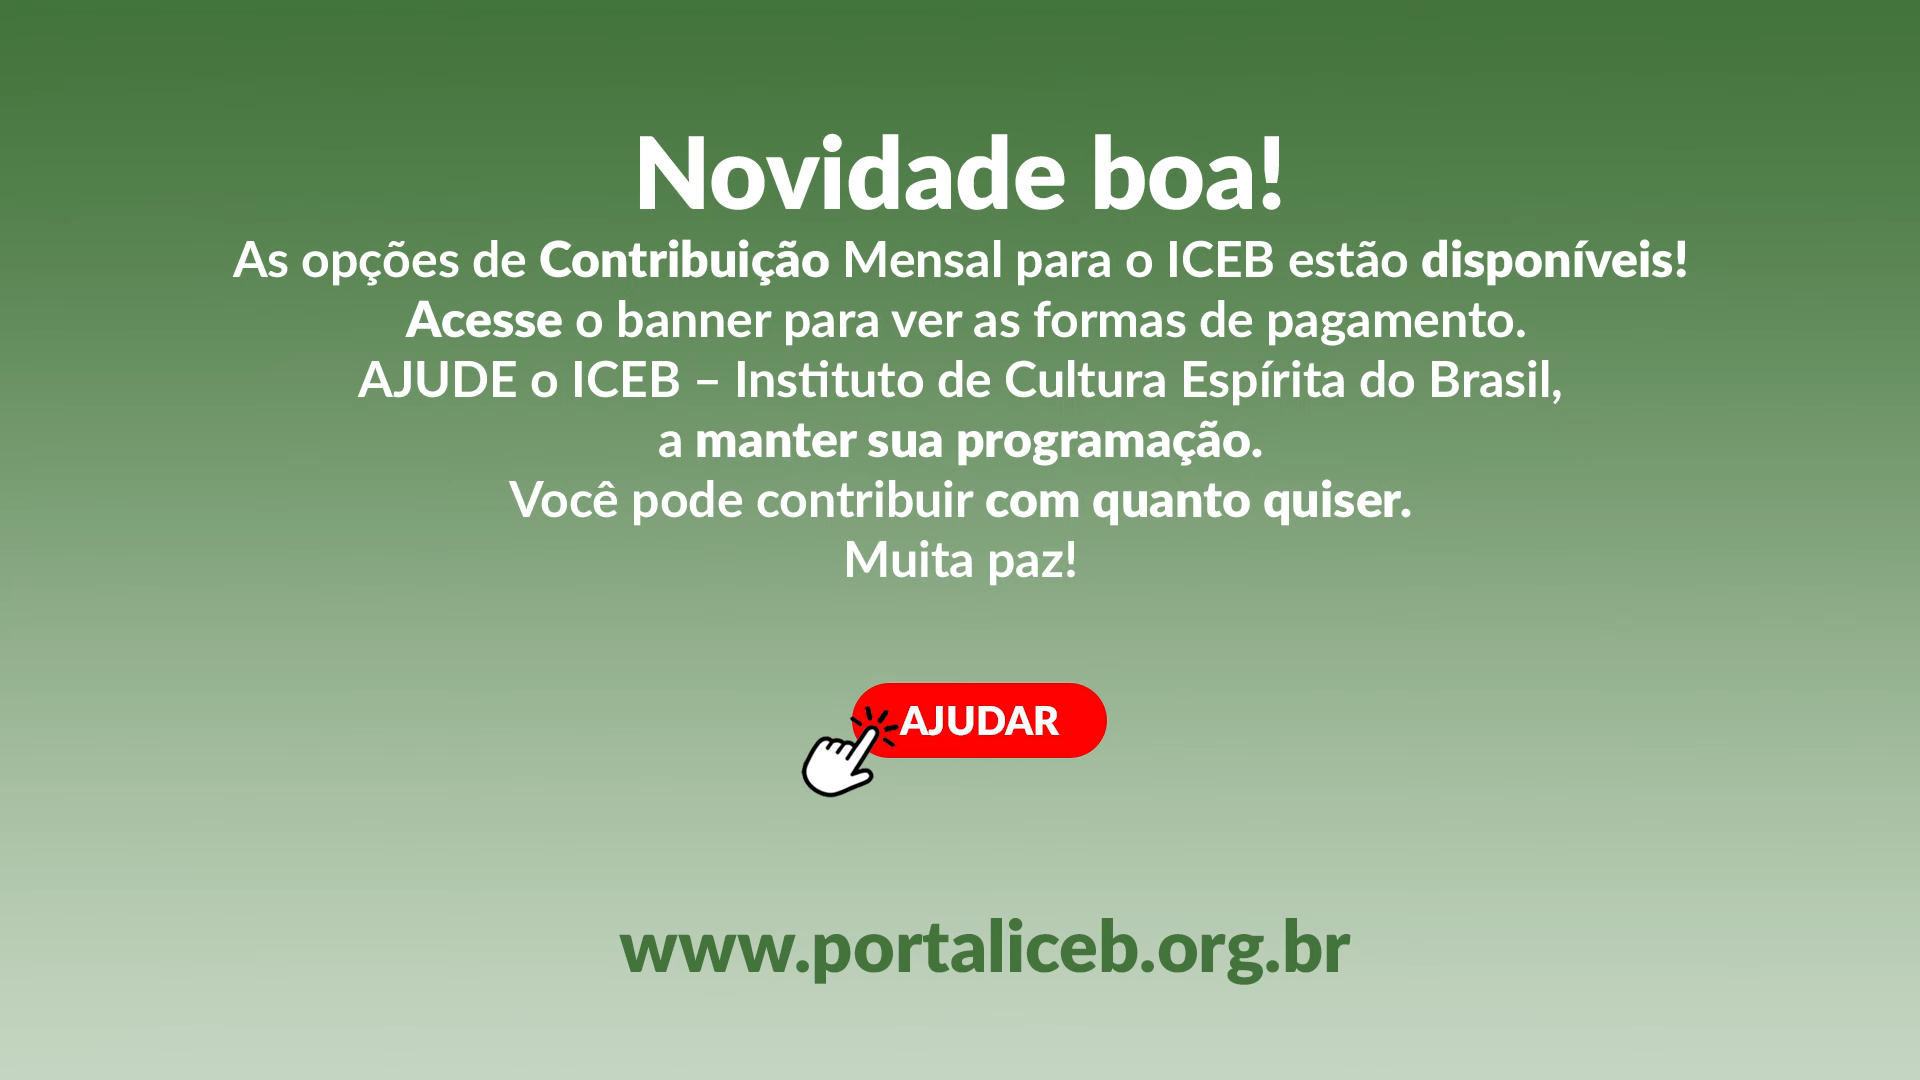 Novidade boa!
As opções de Contribuição Mensal para o ICEB estão disponíveis!
Acesse o banner para ver as formas de pagamento.
AJUDE o ICEB – Instituto de Cultura Espírita do Brasil,
a manter sua programação.
Você pode contribuir com quanto quiser.
Muita paz!
AJUDAR
www.portaliceb.org.br